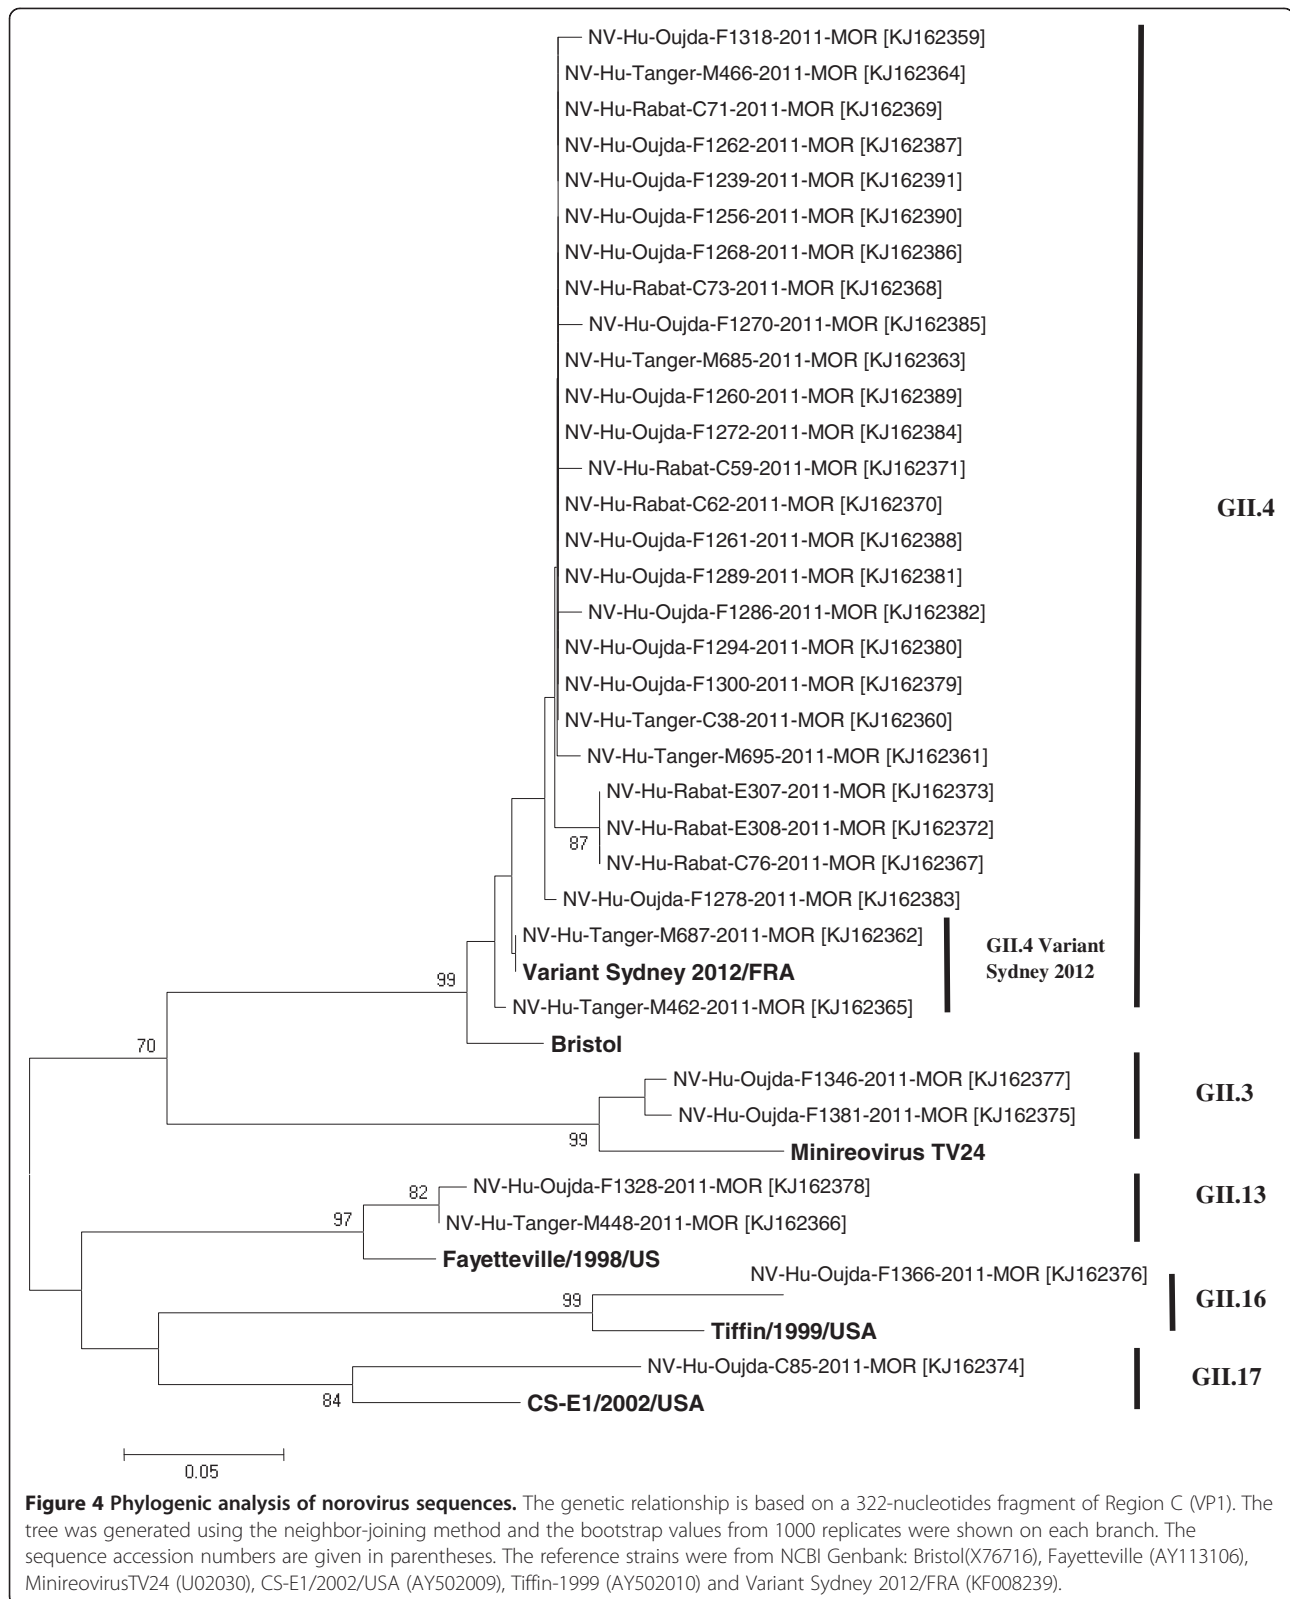 NV-Hu-Oujda-F1318-2011-MOR [KJ162359]
NV-Hu-Tanger-M466-2011-MOR [KJ162364]
NV-Hu-Rabat-C71-2011-MOR [KJ162369]
NV-Hu-Oujda-F1262-2011-MOR [KJ162387]
NV-Hu-Oujda-F1239-2011-MOR [KJ162391]
NV-Hu-Oujda-F1256-2011-MOR [KJ162390]
NV-Hu-Oujda-F1268-2011-MOR [KJ162386]
NV-Hu-Rabat-C73-2011-MOR [KJ162368]
NV-Hu-Oujda-F1270-2011-MOR [KJ162385]
NV-Hu-Tanger-M685-2011-MOR [KJ162363]
NV-Hu-Oujda-F1260-2011-MOR [KJ162389]
NV-Hu-Oujda-F1272-2011-MOR [KJ162384]
NV-Hu-Rabat-C59-2011-MOR [KJ162371]
NV-Hu-Rabat-C62-2011-MOR [KJ162370]
GII.4
NV-Hu-Oujda-F1261-2011-MOR [KJ162388]
NV-Hu-Oujda-F1289-2011-MOR [KJ162381]
NV-Hu-Oujda-F1286-2011-MOR [KJ162382]
NV-Hu-Oujda-F1294-2011-MOR [KJ162380]
NV-Hu-Oujda-F1300-2011-MOR [KJ162379]
NV-Hu-Tanger-C38-2011-MOR [KJ162360]
NV-Hu-Tanger-M695-2011-MOR [KJ162361]
NV-Hu-Rabat-E307-2011-MOR [KJ162373]
NV-Hu-Rabat-E308-2011-MOR [KJ162372]
87
NV-Hu-Rabat-C76-2011-MOR [KJ162367]
NV-Hu-Oujda-F1278-2011-MOR [KJ162383]
NV-Hu-Tanger-M687-2011-MOR [KJ162362]
GII.4 Variant
Sydney 2012
Variant Sydney 2012/FRA
99
NV-Hu-Tanger-M462-2011-MOR [KJ162365]
Bristol
70
NV-Hu-Oujda-F1346-2011-MOR [KJ162377]
GII.3
NV-Hu-Oujda-F1381-2011-MOR [KJ162375]
99
Minireovirus TV24
82
NV-Hu-Oujda-F1328-2011-MOR [KJ162378]
GII.13
97
NV-Hu-Tanger-M448-2011-MOR [KJ162366]
Fayetteville/1998/US
NV-Hu-Oujda-F1366-2011-MOR [KJ162376]
99
GII.16
Tiffin/1999/USA
NV-Hu-Oujda-C85-2011-MOR [KJ162374]
GII.17
84
CS-E1/2002/USA
0.05
Figure 4 Phylogenic analysis of norovirus sequences. The genetic relationship is based on a 322-nucleotides fragment of Region C (VP1). The
tree was generated using the neighbor-joining method and the bootstrap values from 1000 replicates were shown on each branch. The
sequence accession numbers are given in parentheses. The reference strains were from NCBI Genbank: Bristol(X76716), Fayetteville (AY113106),
MinireovirusTV24 (U02030), CS-E1/2002/USA (AY502009), Tiffin-1999 (AY502010) and Variant Sydney 2012/FRA (KF008239).